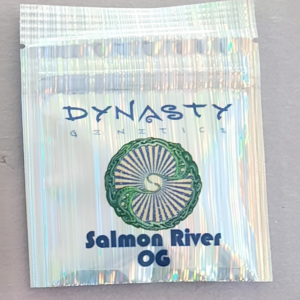 DYNASTY
GENETICS
Salmon River
OG